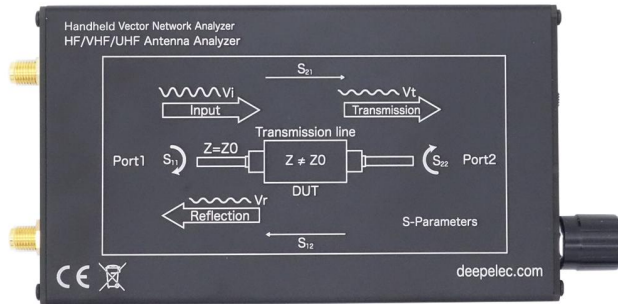 Handheld Vector Network Analyzer
HF/VHF/UHF Antenna Analyzer
S21
Vi
Vt
Input
Transmission
Transmission line
Z=Z0
Port1
S11
Z ≠ Z0
S22
Port2
DUT
Vr
Reflection
S-Parameters
S12
CE
deepelec.com